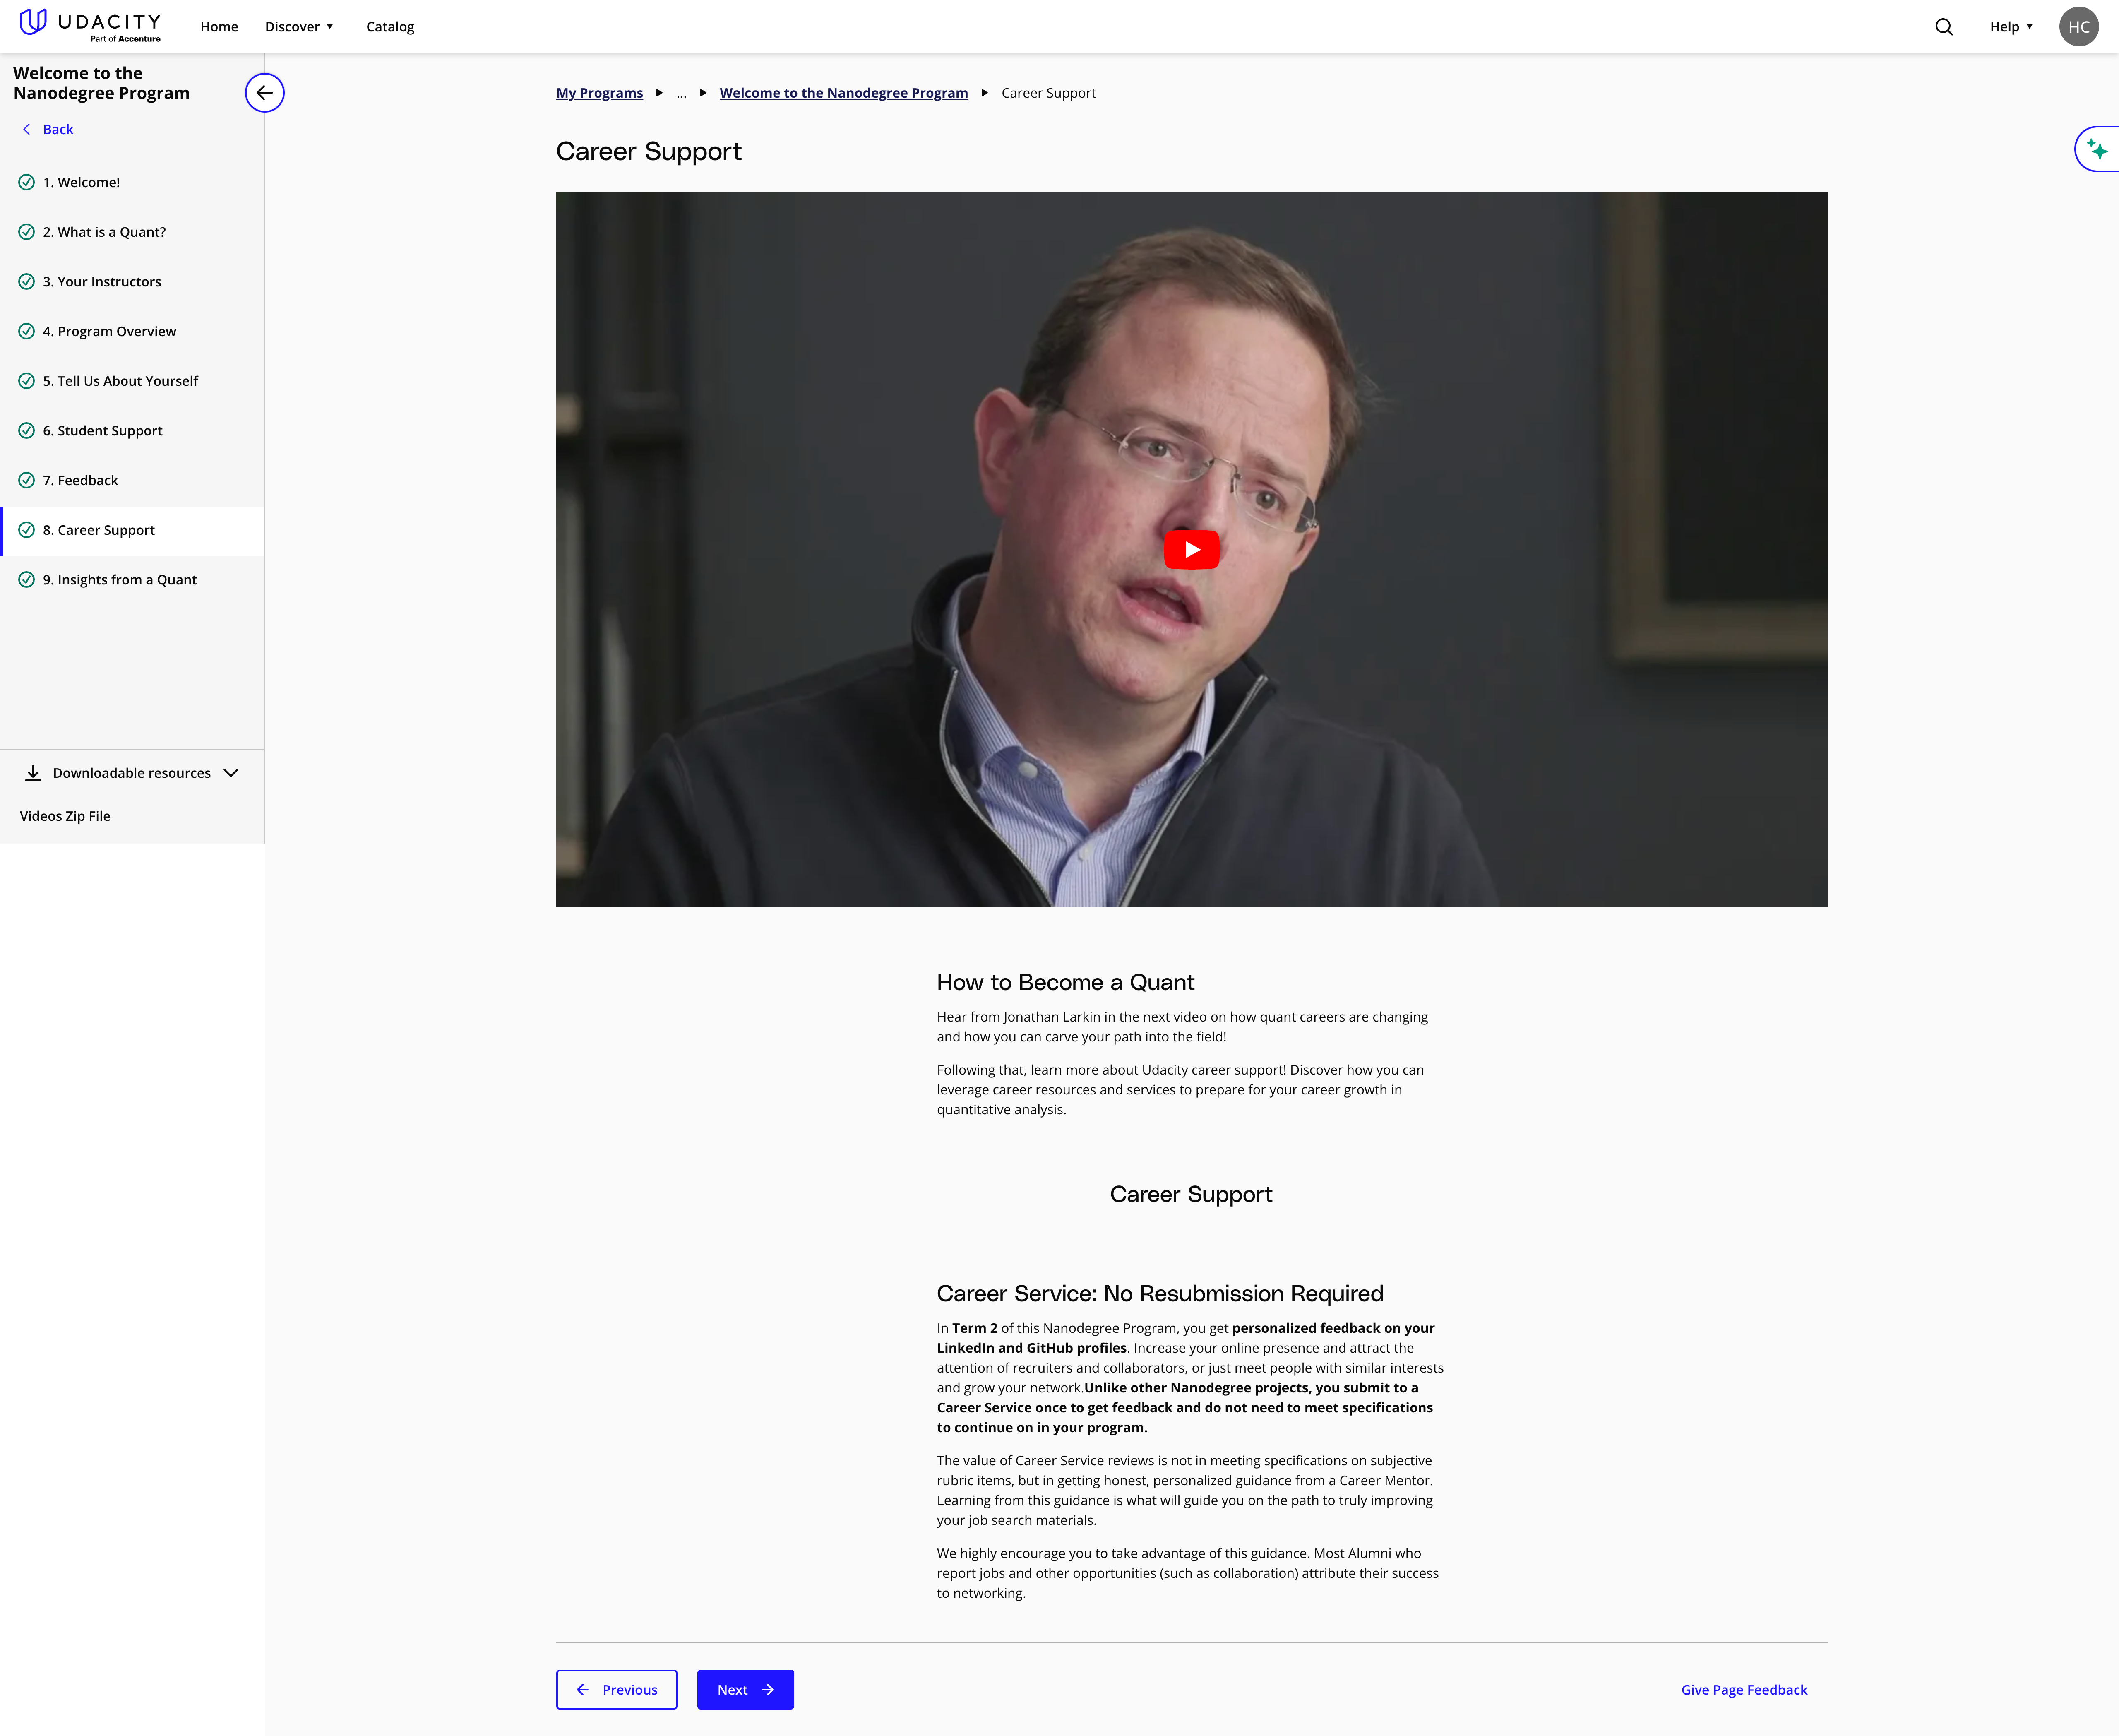 UDACITY
Part of Accenture
Home
Discover
Catalog
Help
HC
Welcome to the
Nanodegree Program
Back
1. Welcome!
2. What is a Quant?
3. Your Instructors
4. Program Overview
5. Tell Us About Yourself
6. Student Support
7. Feedback
8. Career Support
9. Insights from a Quant
Downloadable resources
Videos Zip File
My Programs ... Welcome to the Nanodegree Program Career Support
Career Support
How to Become a Quant
Hear from Jonathan Larkin in the next video on how quant careers are changing
and how you can carve your path into the field!
Following that, learn more about Udacity career support! Discover how you can
leverage career resources and services to prepare for your career growth in
quantitative analysis.
Career Support
Career Service: No Resubmission Required
In Term 2 of this Nanodegree Program, you get personalized feedback on your
LinkedIn and GitHub profiles. Increase your online presence and attract the
attention of recruiters and collaborators, or just meet people with similar interests
and grow your network.Unlike other Nanodegree projects, you submit to a
Career Service once to get feedback and do not need to meet specifications
to continue on in your program.
The value of Career Service reviews is not in meeting specifications on subjective
rubric items, but in getting honest, personalized guidance from a Career Mentor.
Learning from this guidance is what will guide you on the path to truly improving
your job search materials.
We highly encourage you to take advantage of this guidance. Most Alumni who
report jobs and other opportunities (such as collaboration) attribute their success
to networking.
Previous
Next
Give Page Feedback